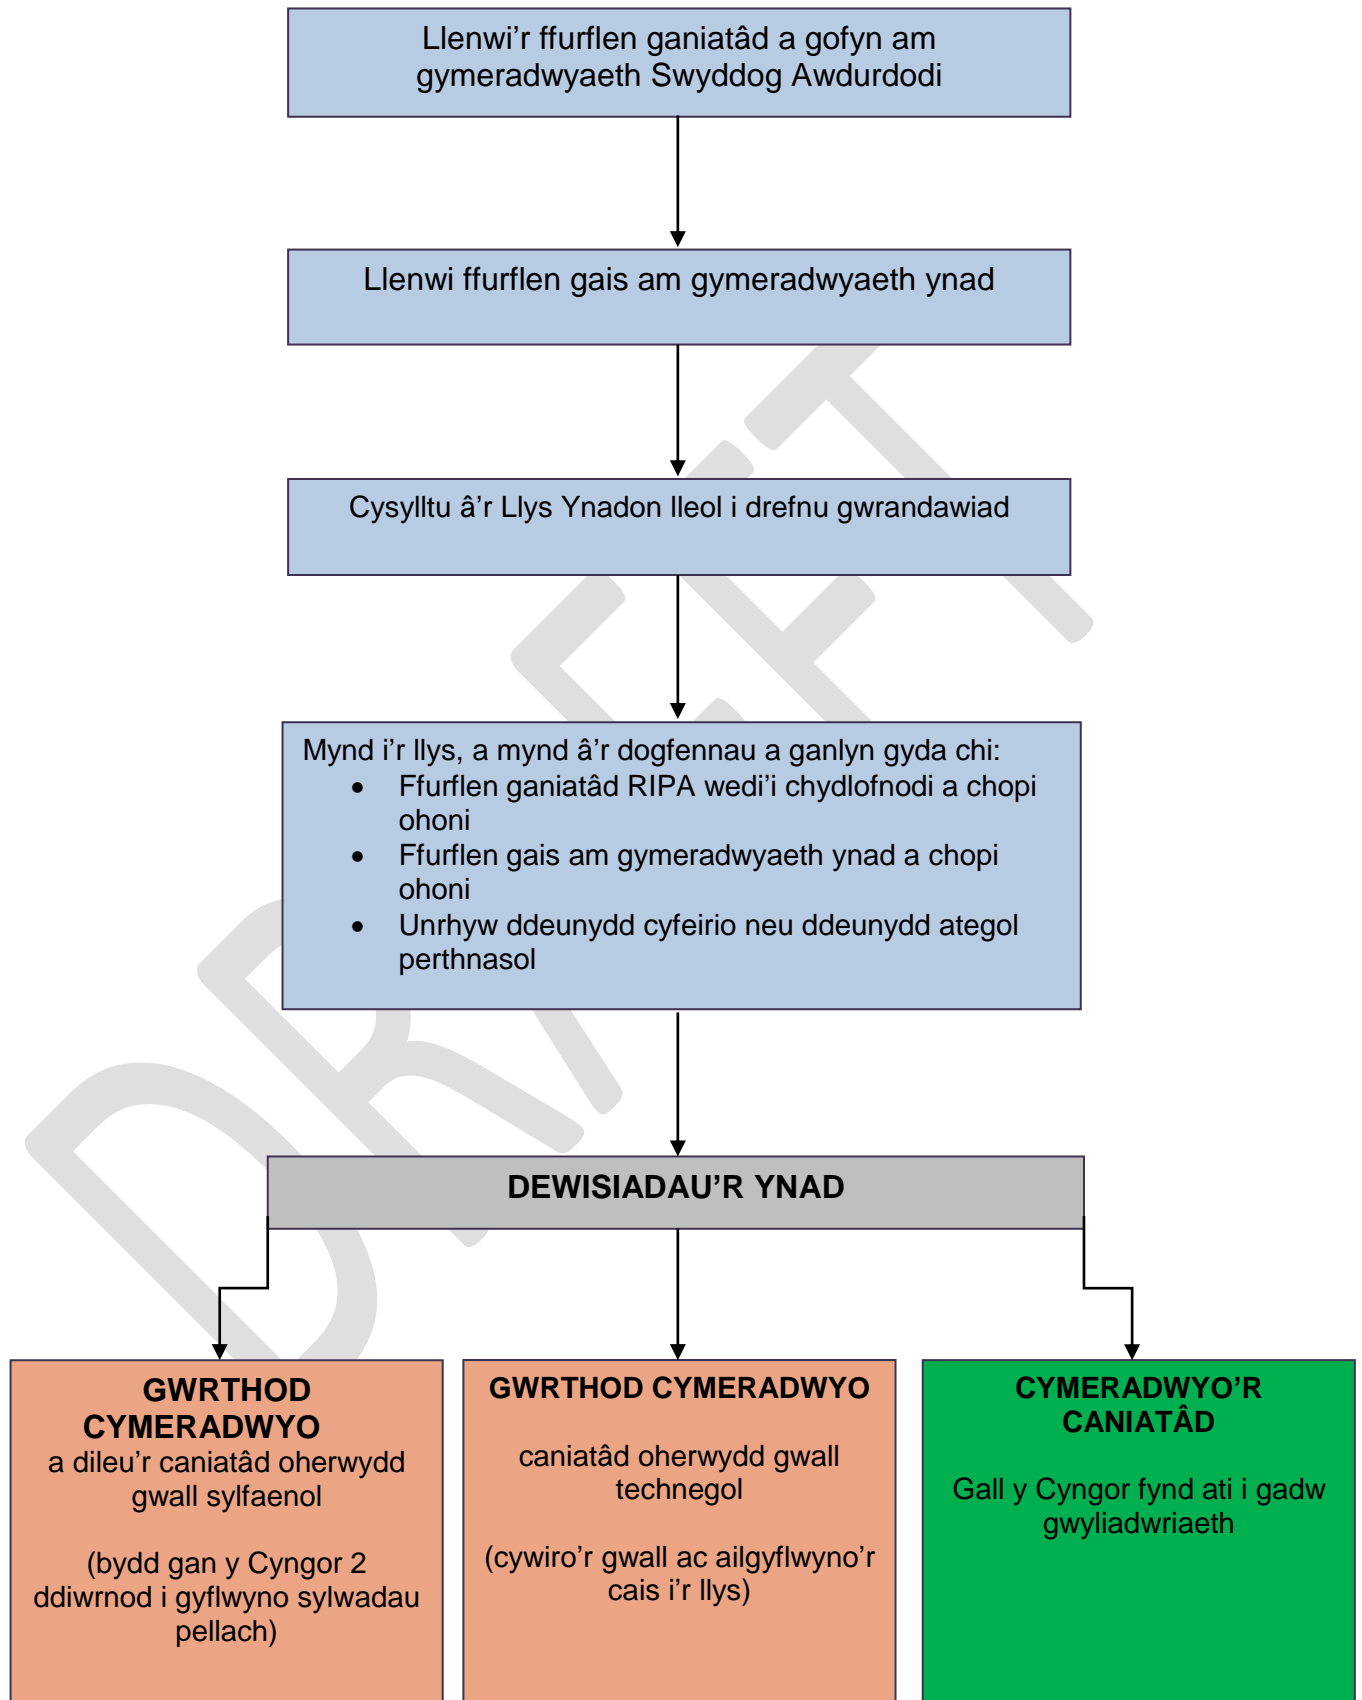 Llenwi’r ffurflen ganiatâd a gofyn am
gymeradwyaeth Swyddog Awdurdodi
Llenwi ffurflen gais am gymeradwyaeth ynad
Cysylltu â’r Llys Ynadon lleol i drefnu gwrandawiad
Mynd i’r llys, a mynd â’r dogfennau a ganlyn gyda chi:
• Ffurflen ganiatâd RIPA wedi’i chydlofnodi a chopi
ohoni
• Ffurflen gais am gymeradwyaeth ynad a chopi
ohoni
• Unrhyw ddeunydd cyfeirio neu ddeunydd ategol
perthnasol
DRAFFT
DEWISIADAU’R YNAD
GWRTHOD
CYMERADWYO
a dileu’r caniatâd oherwydd
gwall sylfaenol
(bydd gan y Cyngor 2
ddiwrnod i gyflwyno sylwadau
pellach)
GWRTHOD CYMERADWYO
caniatâd oherwydd gwall
technegol
(cywiro’r gwall ac ailgyflwyno’r
cais i’r llys)
CYMERADWYO’R
CANIATÂD
Gall y Cyngor fynd ati i gadw
gwyliadwriaeth